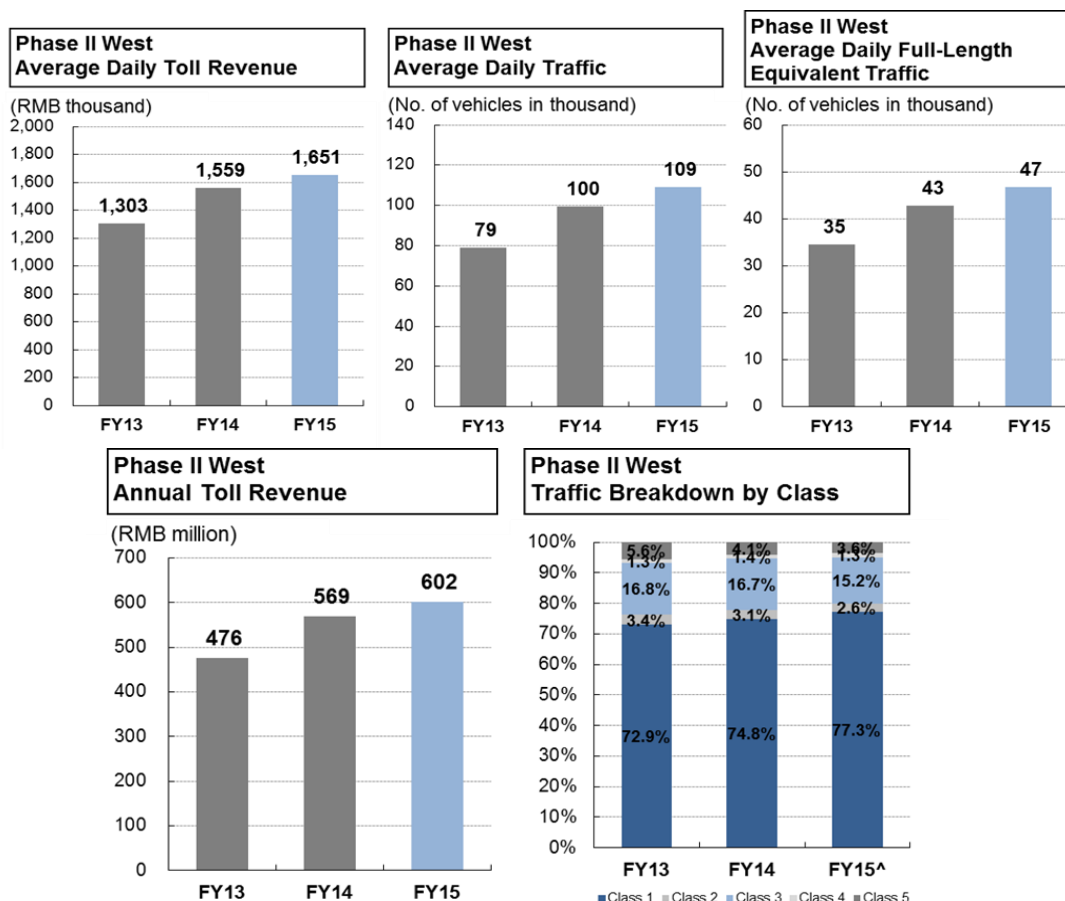 Phase II West
Average Daily Toll Revenue
(RMB thousand)
2,000
1,800
1,600
1,400
1,200
1,000
800
600
400
200
0
1,303
1,559
1,651
FY13
FY14
FY15
Phase II West
Average Daily Traffic
(No. of vehicles in thousand)
140
120
100
80
60
40
20
0
79
100
109
FY13
FY14
FY15
Phase II West
Average Daily Full-Length
Equivalent Traffic
(No. of vehicles in thousand)
60
50
40
30
20
10
0
35
43
47
FY13
FY14
FY15
Phase II West
Annual Toll Revenue
(RMB million)
700
600
500
400
300
200
100
0
476
569
602
FY13
FY14
FY15
Phase II West
Traffic Breakdown by Class
100%
90%
80%
70%
60%
50%
40%
30%
20%
10%
0%
5.6%
1.3%
16.8%
3.4%
72.9%
4.1%
1.4%
16.7%
3.1%
74.8%
3.6%
1.3%
15.2%
2.6%
77.3%
FY13
FY14
FY15^
Class 1
Class 2
Class 3
Class 4
Class 5